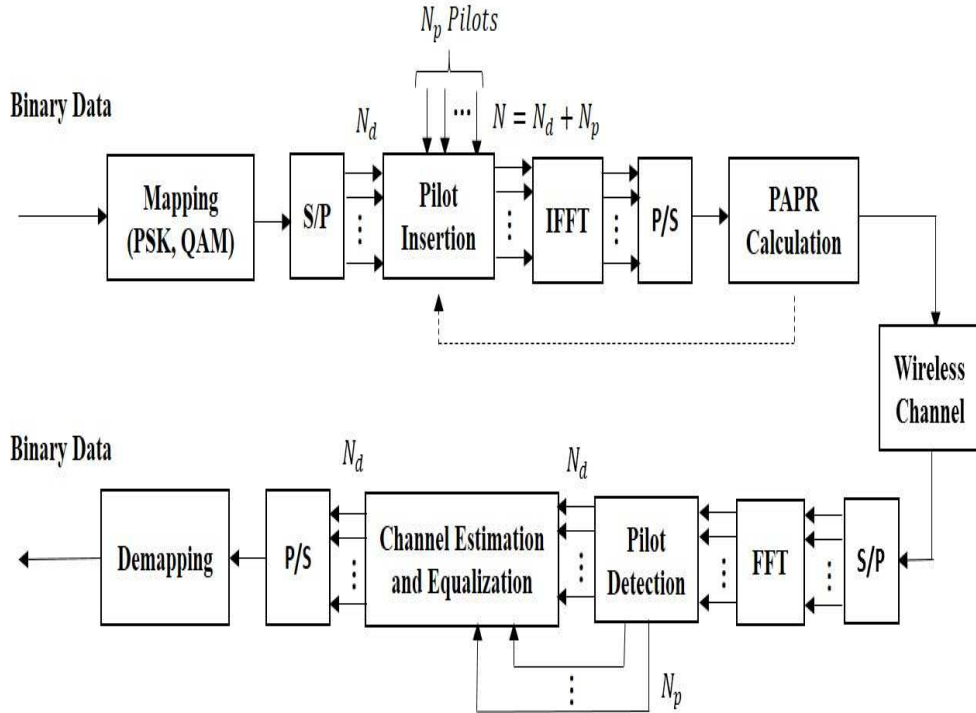 N_p Pilots
Binary Data
N_d
N = N_d + N_p
Mapping
(PSK, QAM)
S/P
Pilot
Insertion
IFFT
P/S
PAPR
Calculation
Wireless
Channel
Binary Data
N_d
N_d
Demapping
P/S
Channel Estimation
and Equalization
Pilot
Detection
FFT
S/P
N_p